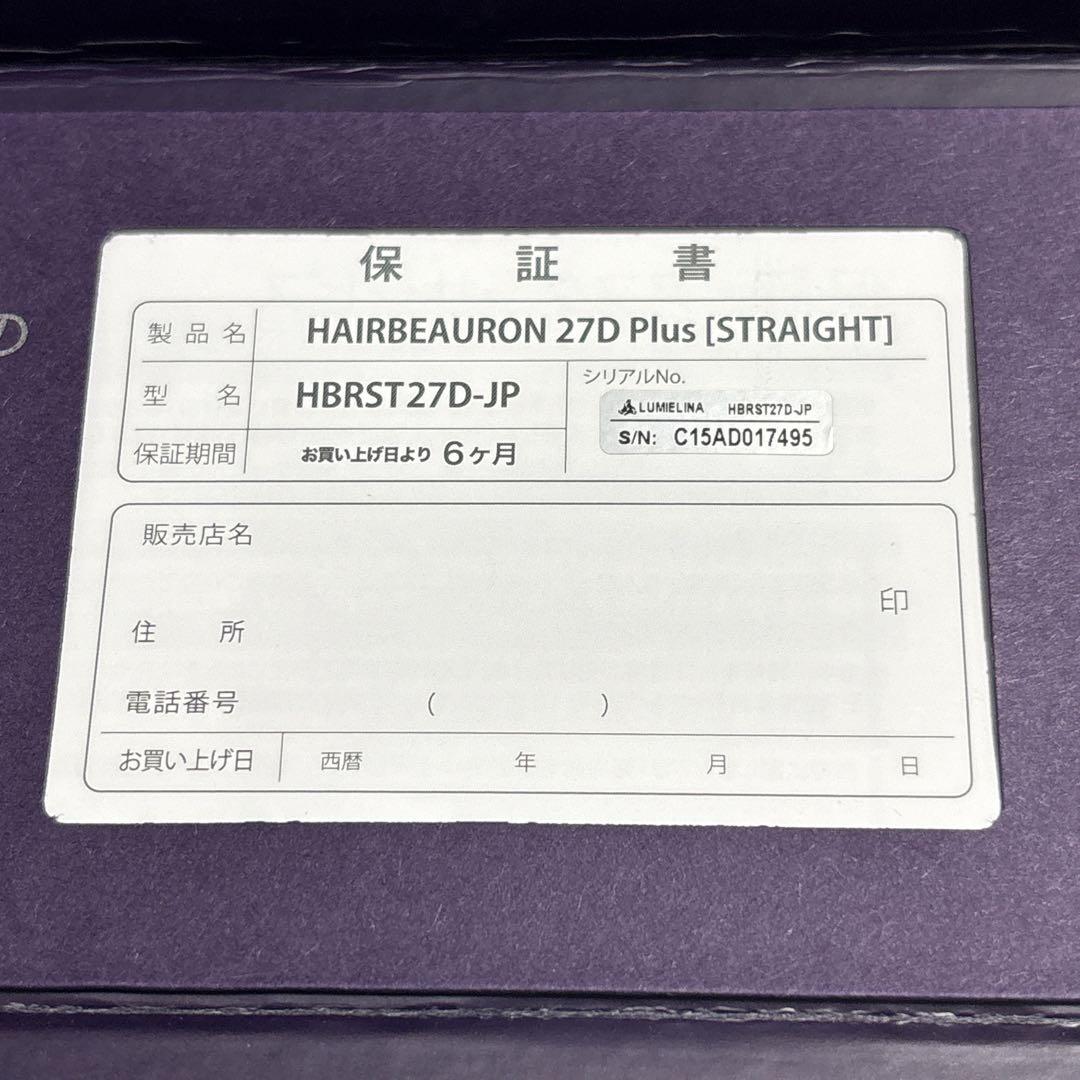 保証書
製品名 HAIRBEAURON 27D Plus [STRAIGHT]
型名 HBRST27D-JP
シリアルNo.
LUMIELINA HBRST27D-JP
S/N: C15AD017495
保証期間 お買い上げ日より 6ヶ月
販売店名
印
住所
電話番号 ( )
お買い上げ日 西暦 年 月 日
の